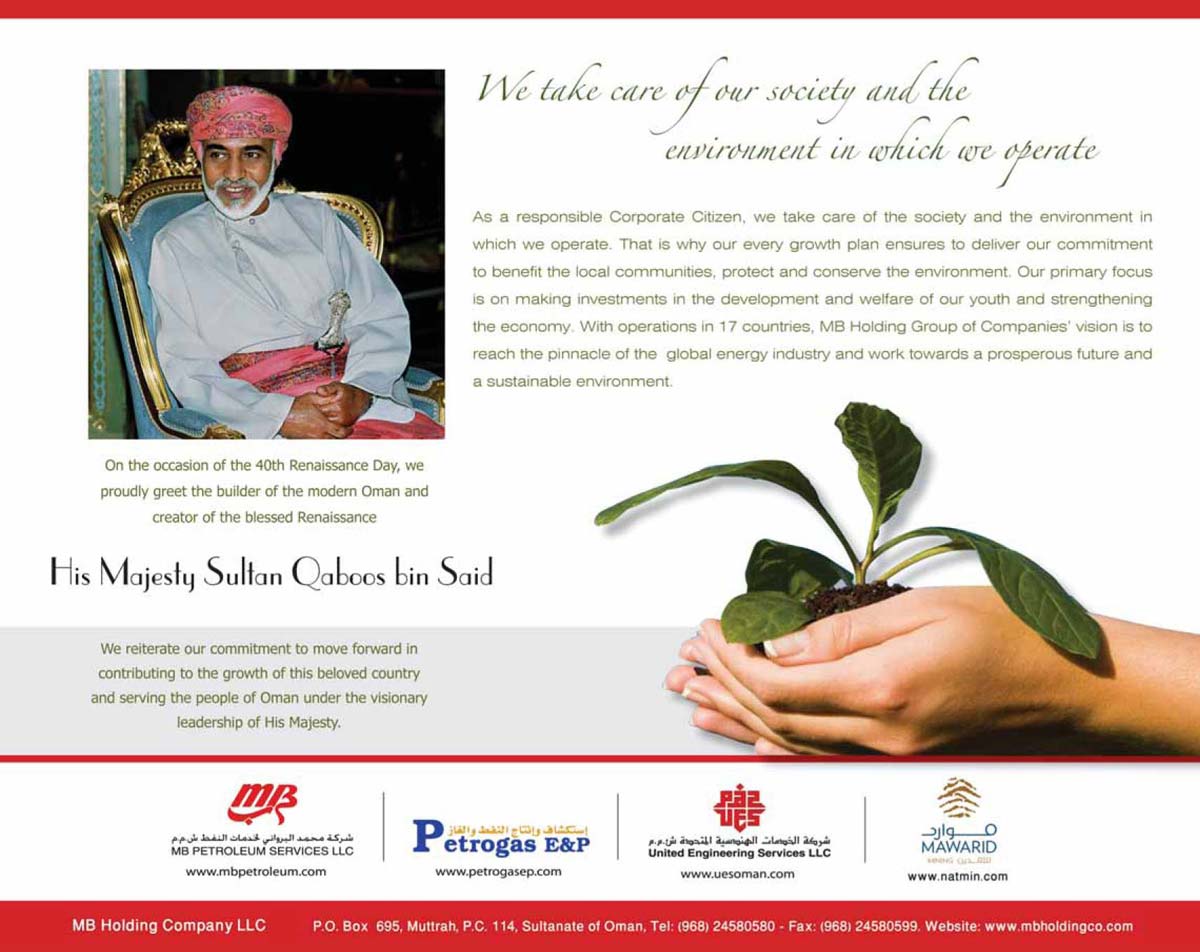 We take care of our society and the
environment in which we operate
As a responsible Corporate Citizen, we take care of the society and the environment in
which we operate. That is why our every growth plan ensures to deliver our commitment
to benefit the local communities, protect and conserve the environment. Our primary focus
is on making investments in the development and welfare of our youth and strengthening
the economy. With operations in 17 countries, MB Holding Group of Companies' vision is to
reach the pinnacle of the global energy industry and work towards a prosperous future and
a sustainable environment.
On the occasion of the 40th Renaissance Day, we
proudly greet the builder of the modern Oman and
creator of the blessed Renaissance
His Majesty Sultan Qaboos bin Said
We reiterate our commitment to move forward in
contributing to the growth of this beloved country
and serving the people of Oman under the visionary
leadership of His Majesty.
MB
شركة محمد البرواني لخدمات النفط ش.م.م
MB PETROLEUM SERVICES LLC
www.mbpetroleum.com
إستكشاف وإنتاج النفط والغاز
Petrogas E&P
www.petrogasep.com
UES
شركة الخدمات الهندسية المتحدة ش.م.م
United Engineering Services LLC
www.uesoman.com
موارد
MAWARID
MINING للتعدين
www.natmin.com
MB Holding Company LLC
P.O. Box 695, Muttrah, P.C. 114, Sultanate of Oman, Tel: (968) 24580580 - Fax: (968) 24580599. Website: www.mbholdingco.com